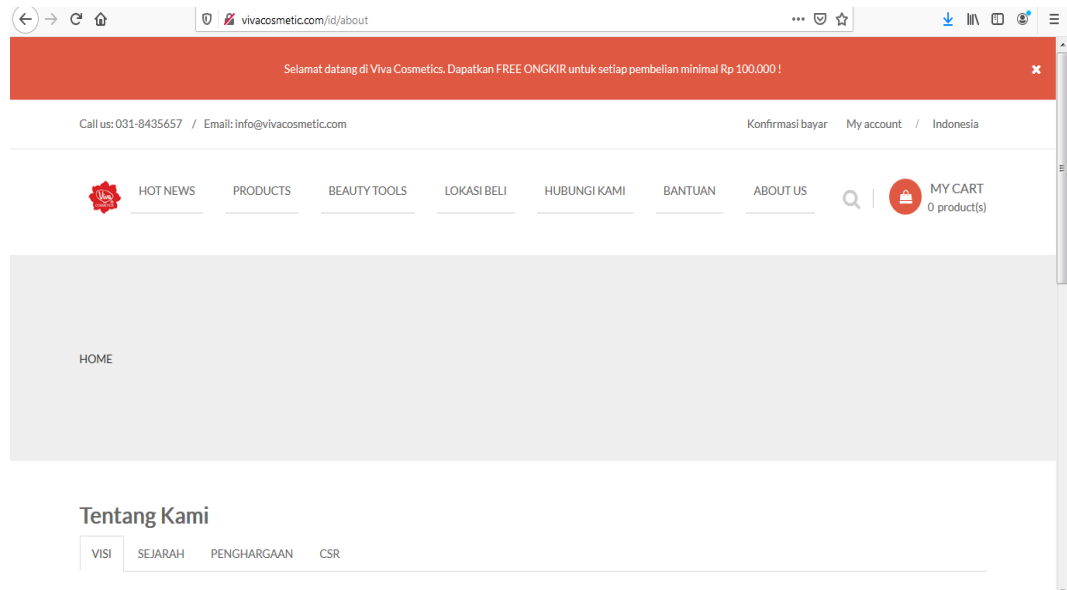 vivacosmetic.com/id/about
Selamat datang di Viva Cosmetics. Dapatkan FREE ONGKIR untuk setiap pembelian minimal Rp 100.000 !
Call us: 031-8435657 / Email: info@vivacosmetic.com
Konfirmasi bayar My account / Indonesia
Viva
COSMETICS
HOT NEWS PRODUCTS BEAUTY TOOLS LOKASI BELI HUBUNGI KAMI BANTUAN ABOUT US
MY CART
0 product(s)
HOME
Tentang Kami
VISI SEJARAH PENGHARGAAN CSR